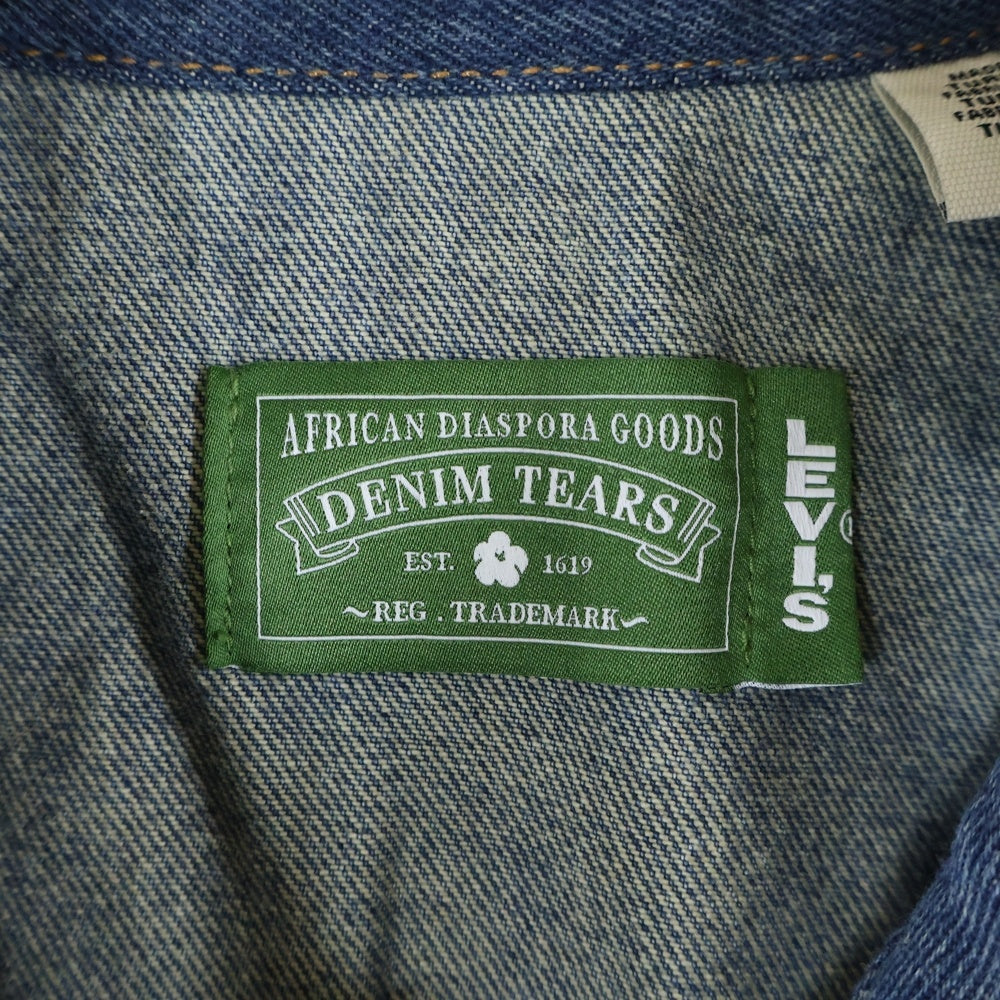 AFRICAN DIASPORA GOODS
DENIM TEARS
EST. 1619
~REG . TRADEMARK~
LEVI'S